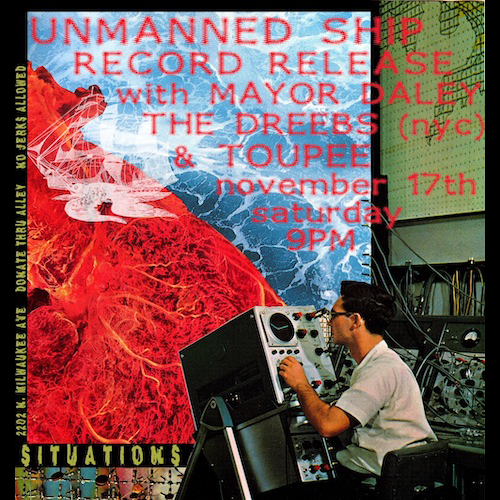 UNMANNED SHIP
RECORD RELEASE
with MAYOR DALEY
THE DREEBS (nyc)
& TOUPEE
november 17th
saturday
9PM
2202 N. MILWAUKEE AVE DONATE THRU ALLEY NO JERKS ALLOWED
SITUATIONS